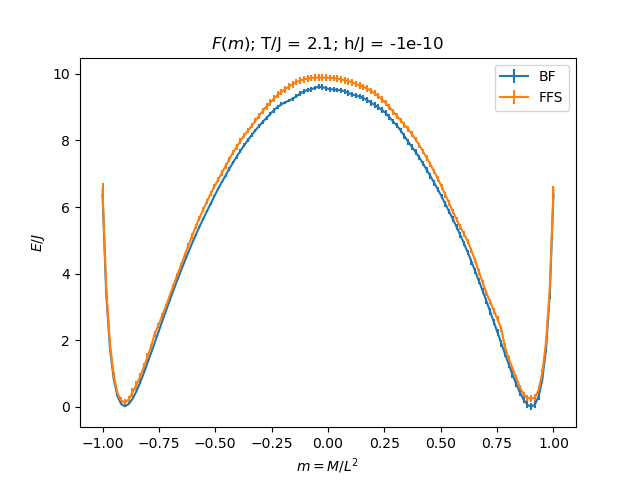 F(m); T/J = 2.1; h/J = -1e-10
BF
FFS
E/J
10
8
6
4
2
0
−1.00 −0.75 −0.50 −0.25 0.00 0.25 0.50 0.75 1.00
m = M/L²